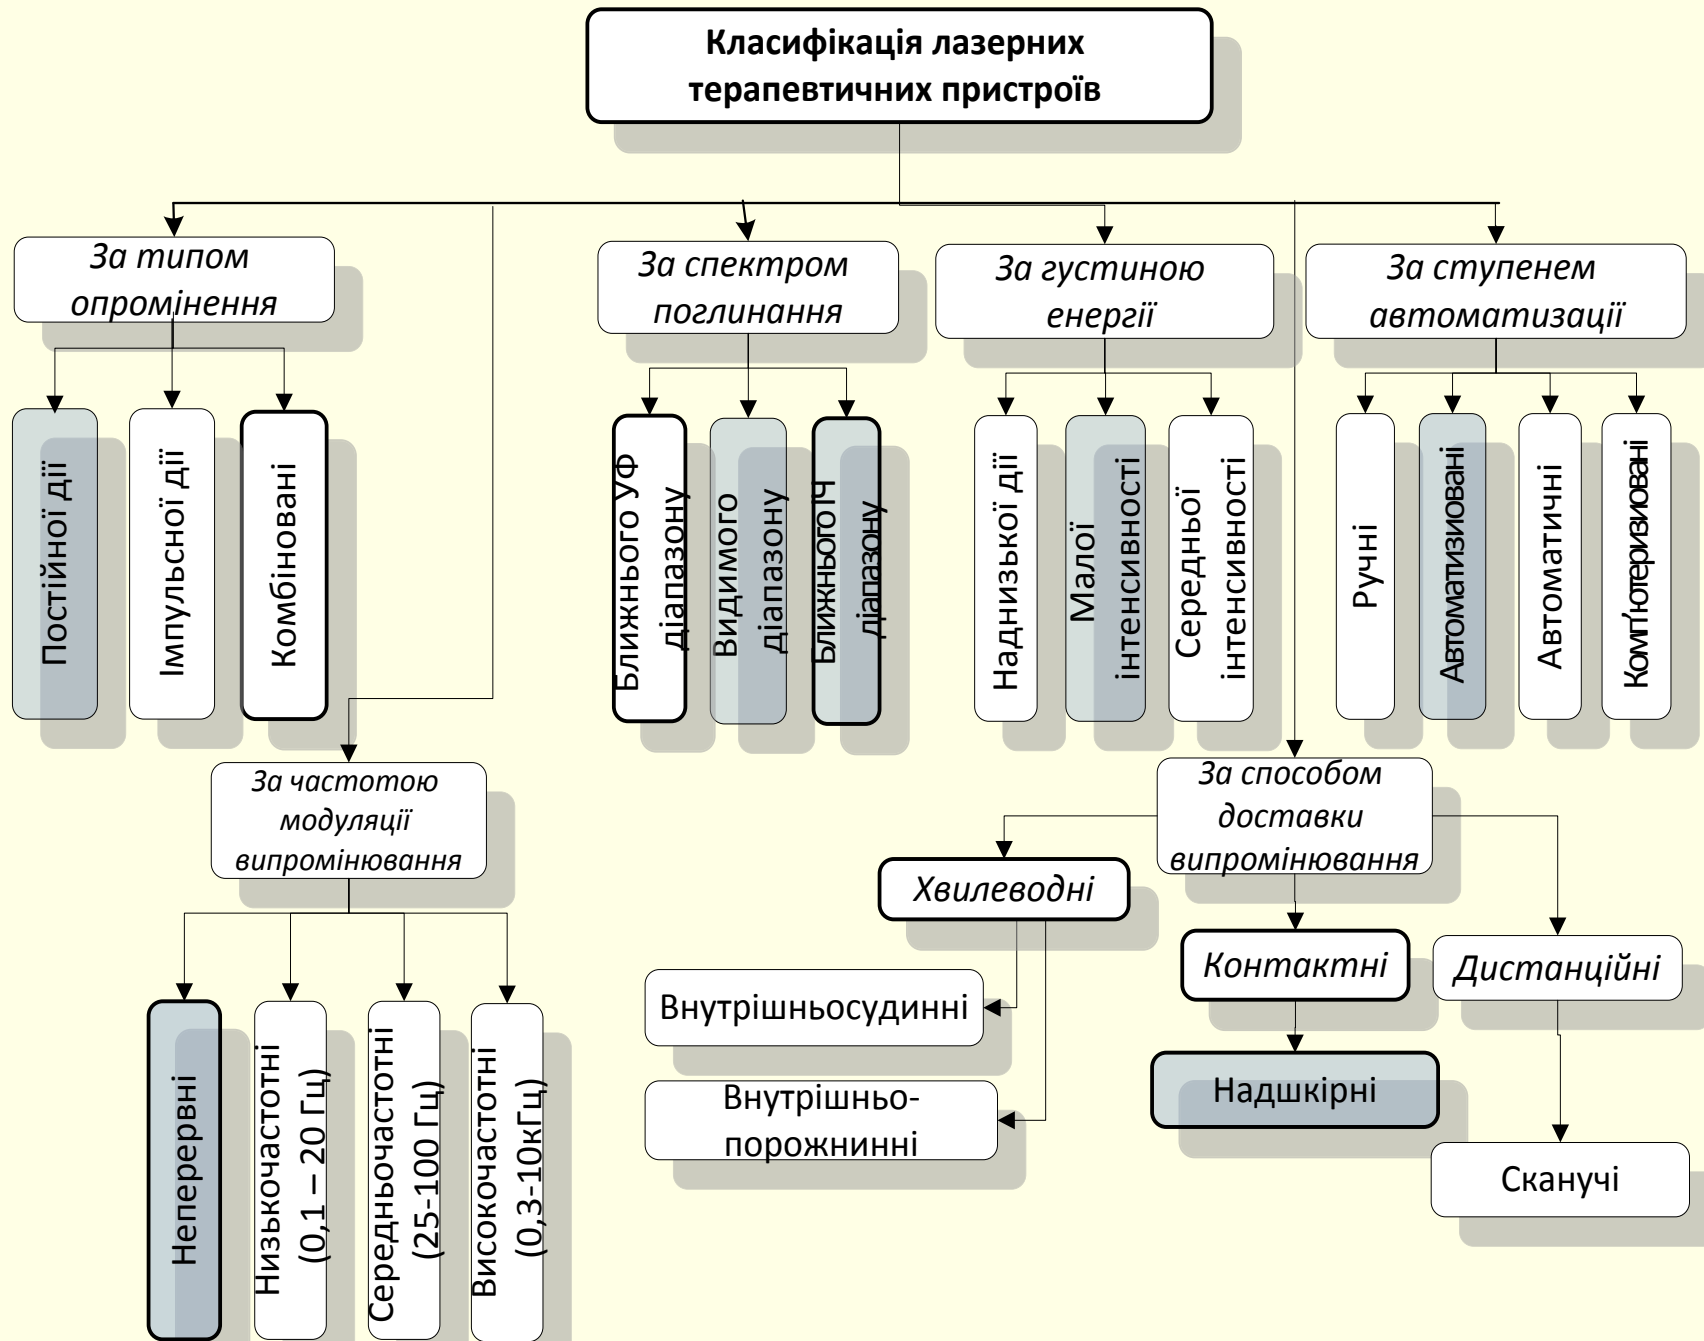 Класифікація лазерних
терапевтичних пристроїв
За типом
опромінення
За спектром
поглинання
За густиною
енергії
За ступенем
автоматизації
Постійної дії
Імпульсної дії
Комбіновані
Ближнього УФ
діапазону
Видимого
діапазону
Ближнього ІЧ
діапазону
Наднизької дії
Малої
інтенсивності
Середньої
інтенсивності
Ручні
Автоматизиовані
Автоматичні
Комп'ютеризиовані
За частотою
модуляції
випромінювання
Неперервні
Низькочастотні
(0,1 – 20 Гц)
Середньочастотні
(25-100 Гц)
Високочастотні
(0,3-10кГц)
За способом
доставки
випромінювання
Хвилеводні
Контактні
Дистанційні
Внутрішньосудинні
Внутрішньо-
порожнинні
Надшкірні
Сканучі